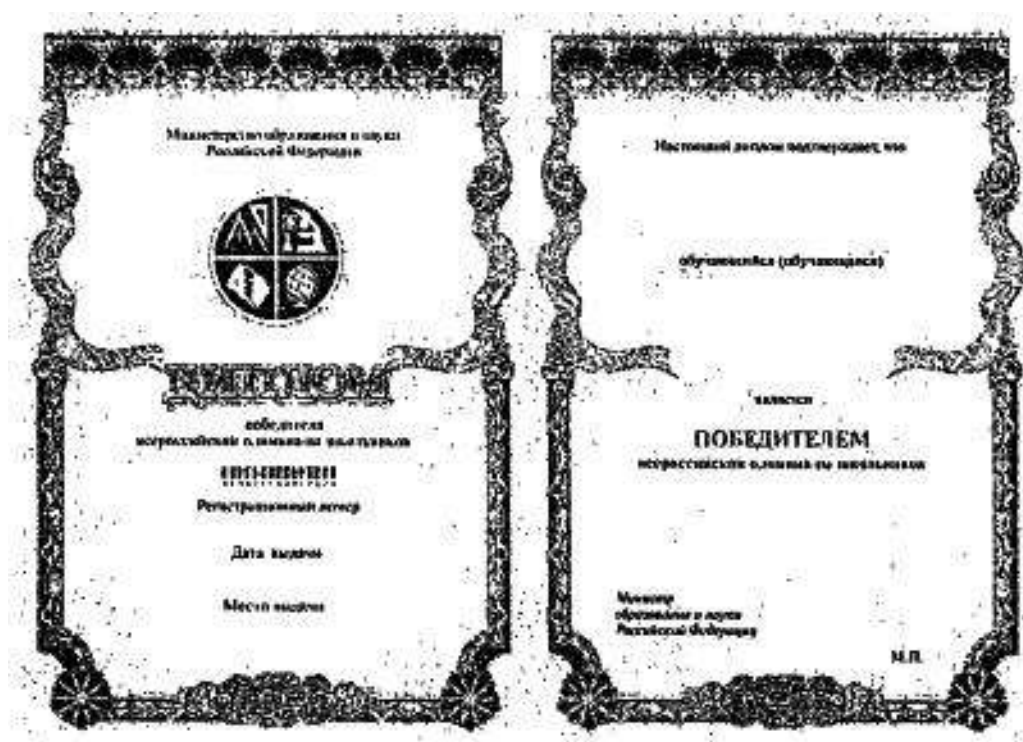 Министерство образования и науки
Российской Федерации
ДИПЛОМ
победителя
всероссийской олимпиады школьников
Регистрационный номер
Дата выдачи
Место выдачи
Настоящий диплом подтверждает, что
обучающийся (обучающаяся)
является
ПОБЕДИТЕЛЕМ
всероссийской олимпиады школьников
Министр
образования и науки
Российской Федерации
М.П.